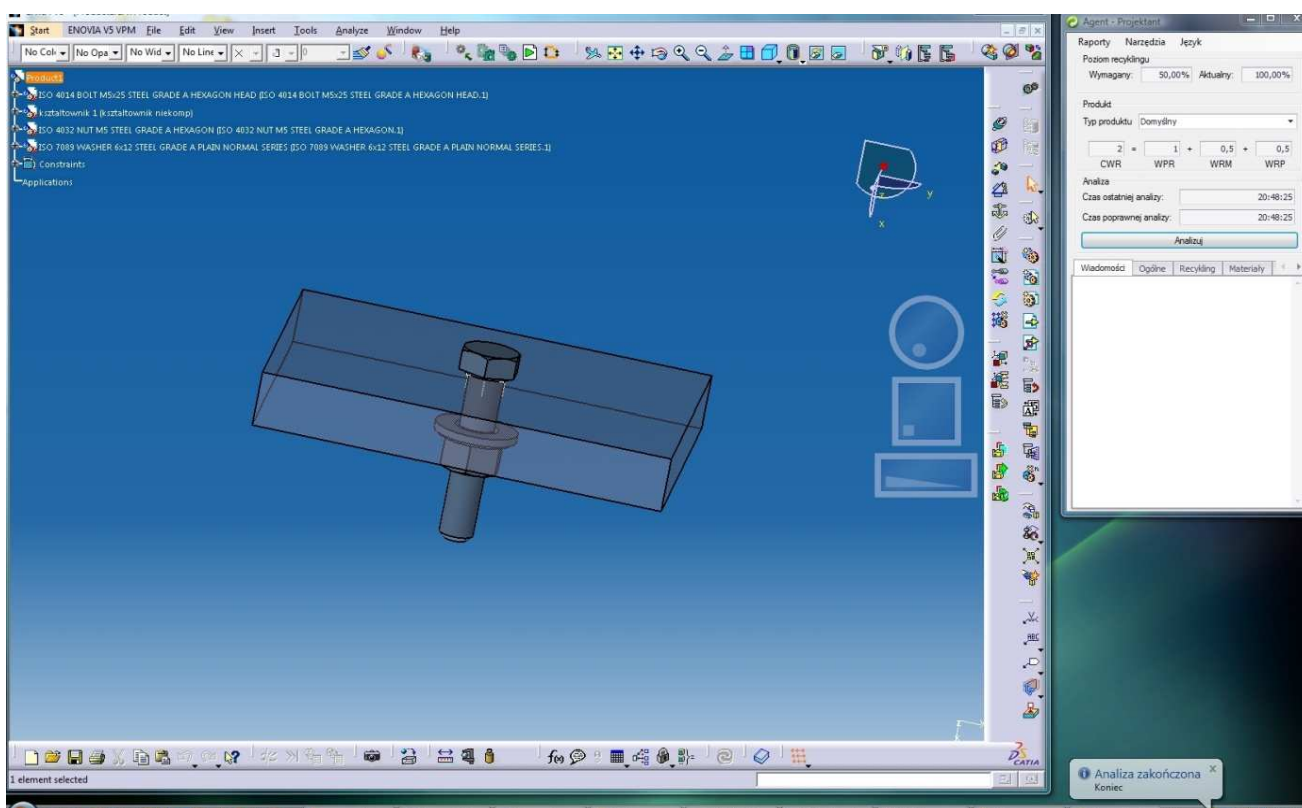 Start ENOVIA V5 VPM File Edit View Insert Tools Analyze Window Help
No Col No Opa No Wid No Line
Product1
ISO 4014 BOLT M5x25 STEEL GRADE A HEXAGON HEAD (ISO 4014 BOLT M5x25 STEEL GRADE A HEXAGON HEAD.1)
kształtownik 1 (kształtownik niekomp)
ISO 4032 NUT M5 STEEL GRADE A HEXAGON (ISO 4032 NUT M5 STEEL GRADE A HEXAGON.1)
ISO 7089 WASHER 6x12 STEEL GRADE A PLAIN NORMAL SERIES (ISO 7089 WASHER 6x12 STEEL GRADE A PLAIN NORMAL SERIES.1)
Constraints
Applications
y
x
1 element selected
CATIA
Agent - Projektant
Raporty Narzędzia Język
Poziom recyklingu
Wymagany: 50,00% Aktualny: 100,00%
Produkt
Typ produktu Domyślny
2 = 1 + 0,5 + 0,5
CWR WPR WRM WRP
Analiza
Czas ostatniej analizy: 20:48:25
Czas poprawnej analizy: 20:48:25
Analizuj
Wiadomości Ogólne Recykling Materiały
Analiza zakończona
Koniec